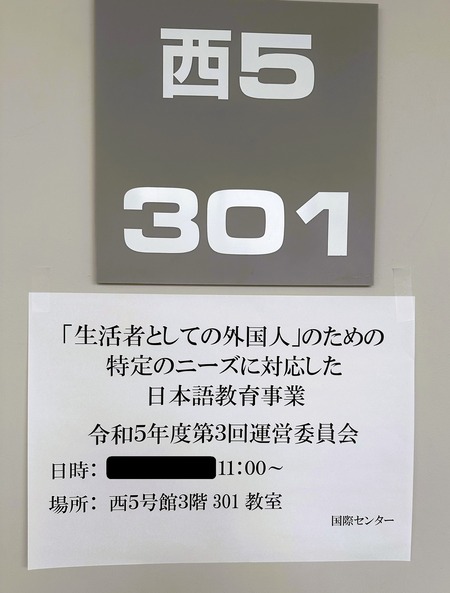 西5
301
「生活者としての外国人」のための
特定のニーズに対応した
日本語教育事業
令和5年度第3回運営委員会
日時: 11:00～
場所: 西5号館3階 301 教室
国際センター